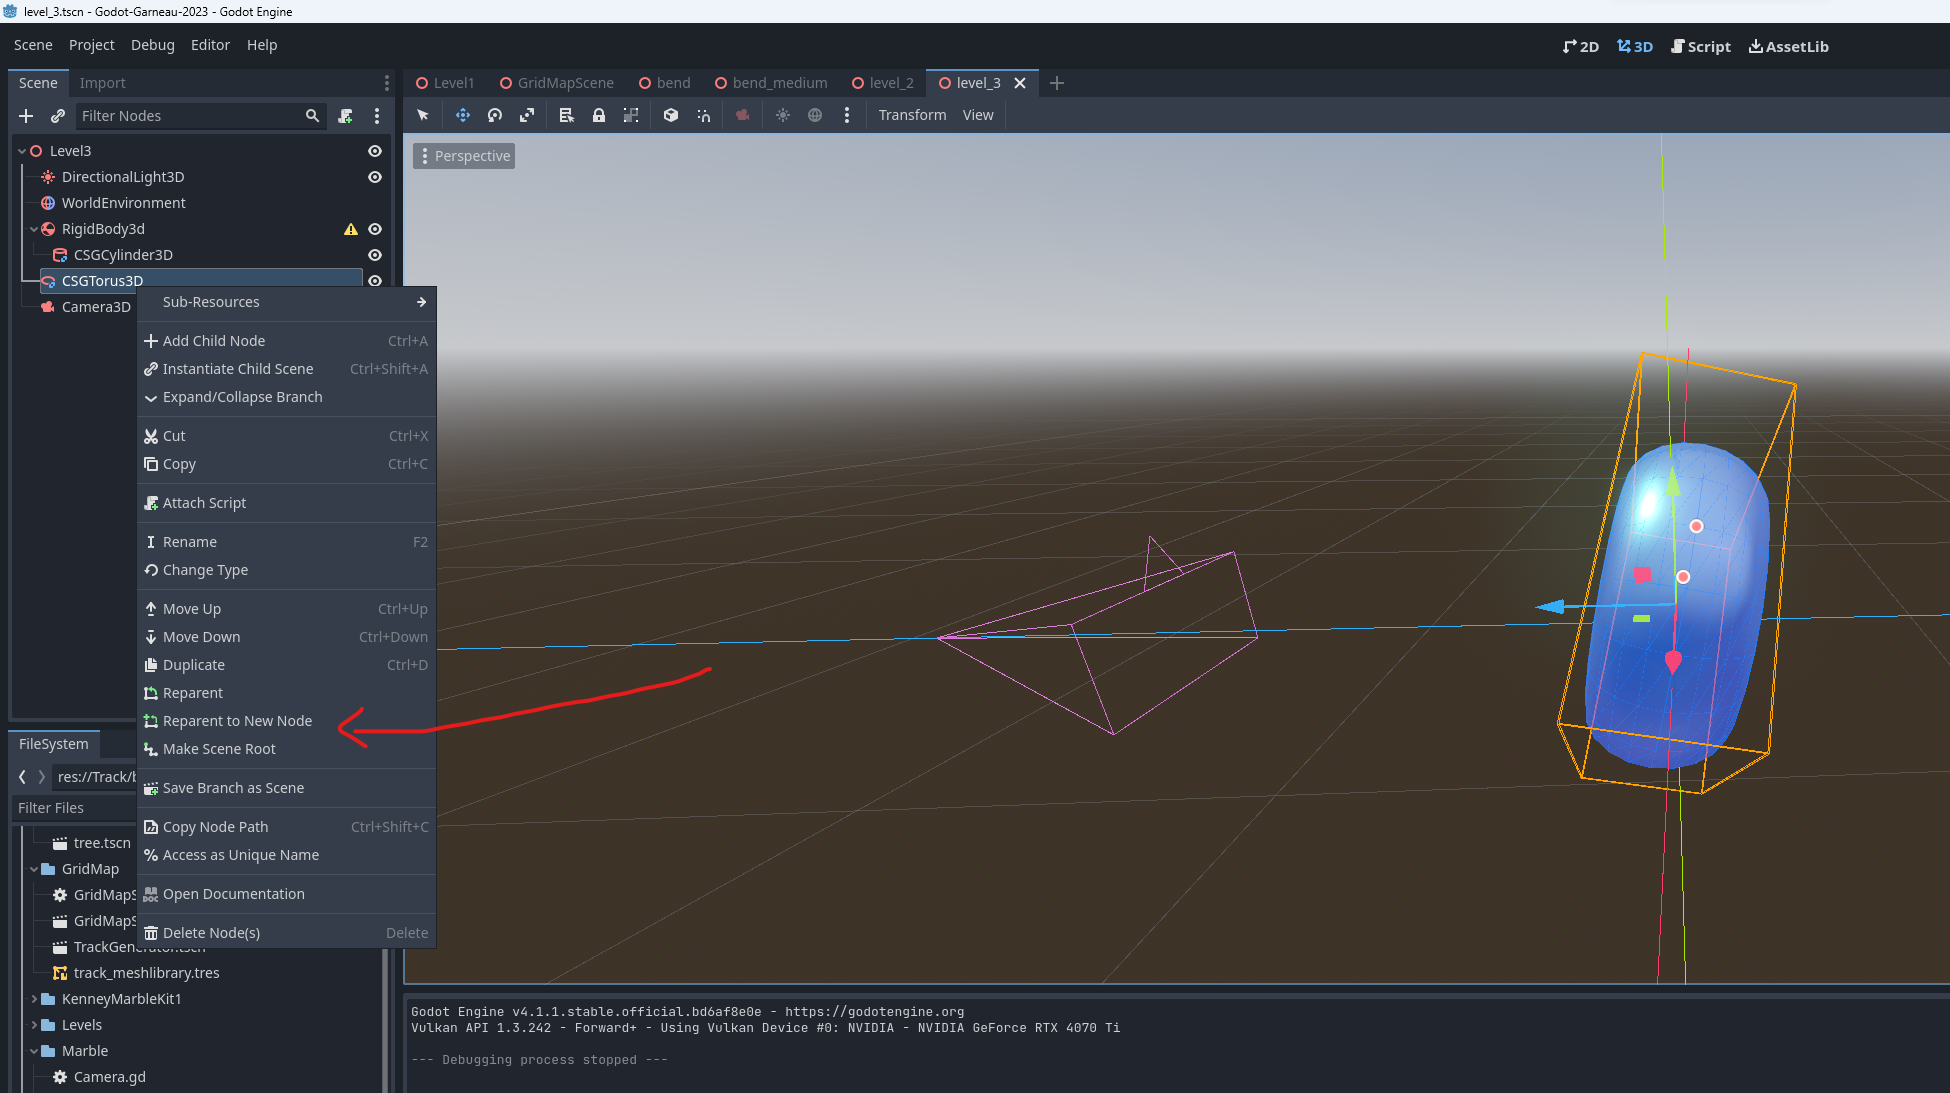 level_3.tscn - Godot-Garneau-2023 - Godot Engine
Scene Project Debug Editor Help
2D 3D Script AssetLib
Scene Import
Level1 GridMapScene bend bend_medium level_2 level_3
Filter Nodes
Transform View
Perspective
Level3
DirectionalLight3D
WorldEnvironment
RigidBody3d
CSGCylinder3D
CSGTorus3D
Camera3D
Sub-Resources
Add Child Node Ctrl+A
Instantiate Child Scene Ctrl+Shift+A
Expand/Collapse Branch
Cut Ctrl+X
Copy Ctrl+C
Attach Script
Rename F2
Change Type
Move Up Ctrl+Up
Move Down Ctrl+Down
Duplicate Ctrl+D
Reparent
Reparent to New Node
Make Scene Root
Save Branch as Scene
Copy Node Path Ctrl+Shift+C
Access as Unique Name
DOC Open Documentation
Delete Node(s) Delete
FileSystem
res://Track/b
Filter Files
tree.tscn
GridMap
GridMapS
GridMapS
TrackGenerator.tscn
track_meshlibrary.tres
KenneyMarbleKit1
Levels
Marble
Camera.gd
Godot Engine v4.1.1.stable.official.bd6af8e0e - https://godotengine.org
Vulkan API 1.3.242 - Forward+ - Using Vulkan Device #0: NVIDIA - NVIDIA GeForce RTX 4070 Ti
--- Debugging process stopped ---